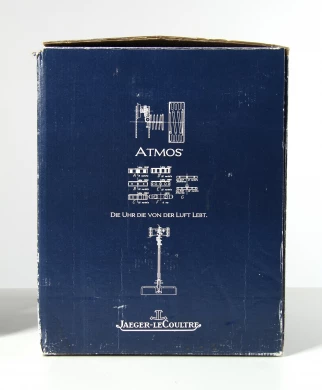 ATMOS®
DIE UHR DIE VON DER LUFT LEBT.
JAEGER-LECOULTRE